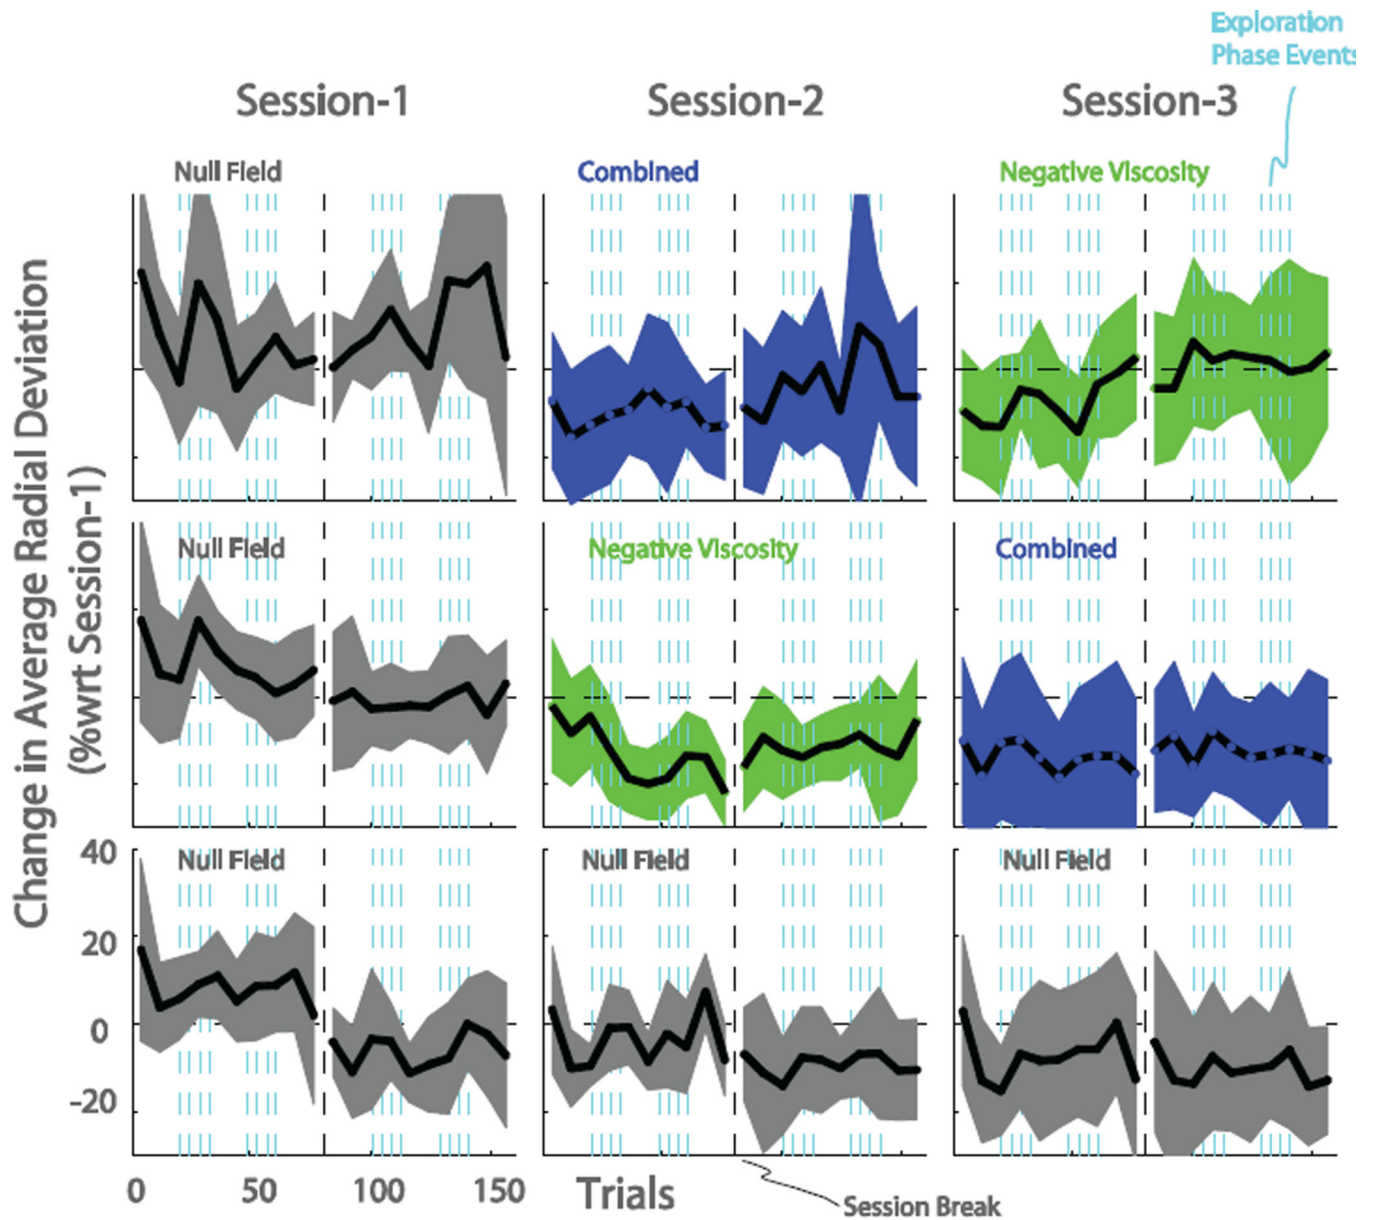 Exploration
Phase Events
Session-1
Session-2
Session-3
Null Field
Combined
Negative Viscosity
Change in Average Radial Deviation
(%wrt Session-1)
Null Field
Negative Viscosity
Combined
40
20
0
-20
Null Field
Null Field
Null Field
0
50
100
150
Trials
Session Break